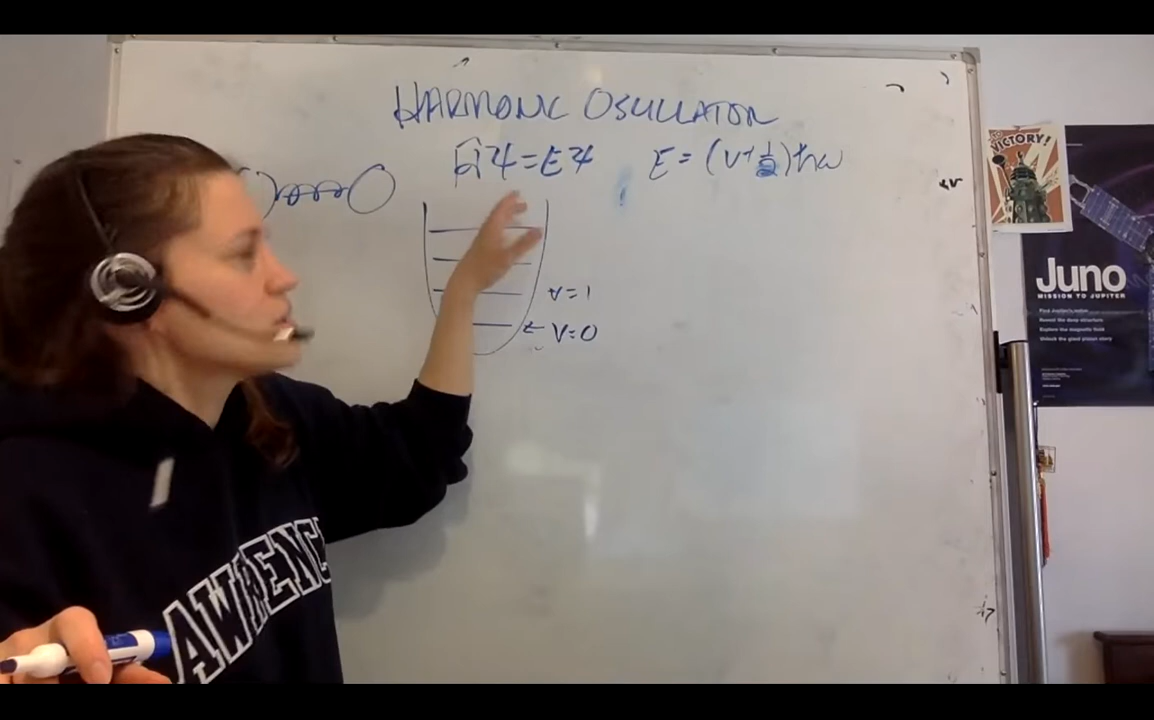 HARMONIC OSCILLATOR
Ĥψ=Eψ
E=(v+1/2)ħω
v=1
v=0
AWRENC
VICTORY!
Juno
MISSION TO JUPITER